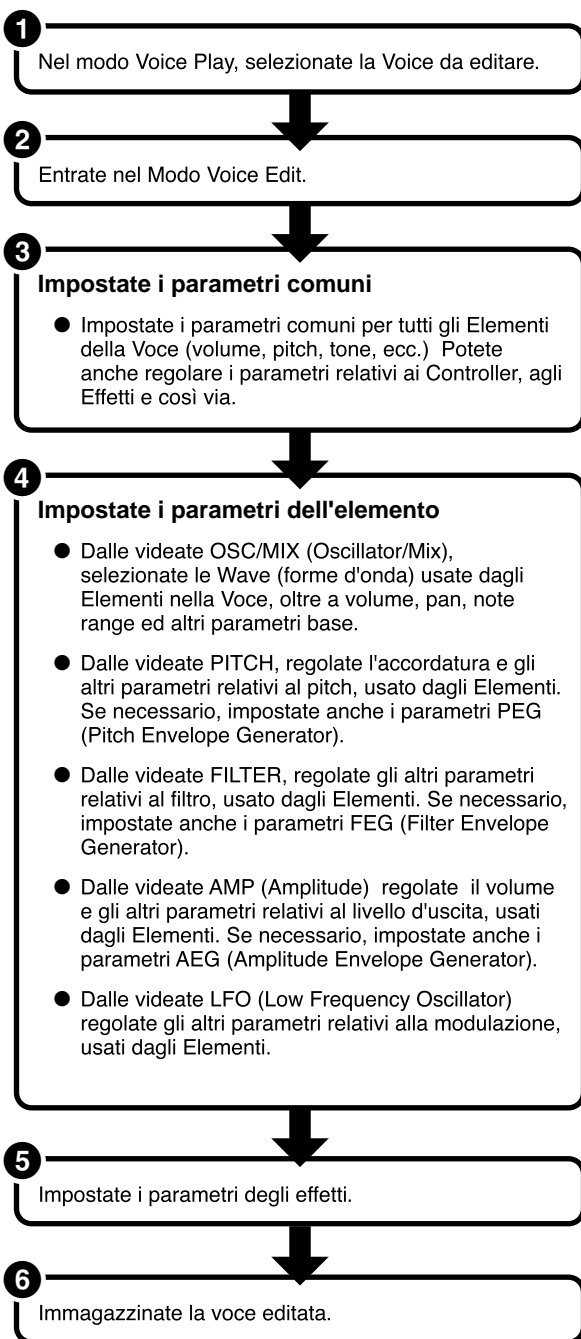 1
Nel modo Voice Play, selezionate la Voice da editare.
2
Entrate nel Modo Voice Edit.
3
Impostate i parametri comuni
● Impostate i parametri comuni per tutti gli Elementi
della Voce (volume, pitch, tone, ecc.) Potete
anche regolare i parametri relativi ai Controller, agli
Effetti e così via.
4
Impostate i parametri dell'elemento
● Dalle videate OSC/MIX (Oscillator/Mix),
selezionate le Wave (forme d'onda) usate dagli
Elementi nella Voce, oltre a volume, pan, note
range ed altri parametri base.
● Dalle videate PITCH, regolate l'accordatura e gli
altri parametri relativi al pitch, usato dagli Elementi.
Se necessario, impostate anche i parametri PEG
(Pitch Envelope Generator).
● Dalle videate FILTER, regolate gli altri parametri
relativi al filtro, usato dagli Elementi. Se necessario,
impostate anche i parametri FEG (Filter Envelope
Generator).
● Dalle videate AMP (Amplitude) regolate il volume
e gli altri parametri relativi al livello d'uscita, usati
dagli Elementi. Se necessario, impostate anche i
parametri AEG (Amplitude Envelope Generator).
● Dalle videate LFO (Low Frequency Oscillator)
regolate gli altri parametri relativi alla modulazione,
usati dagli Elementi.
5
Impostate i parametri degli effetti.
6
Immagazzinate la voce editata.